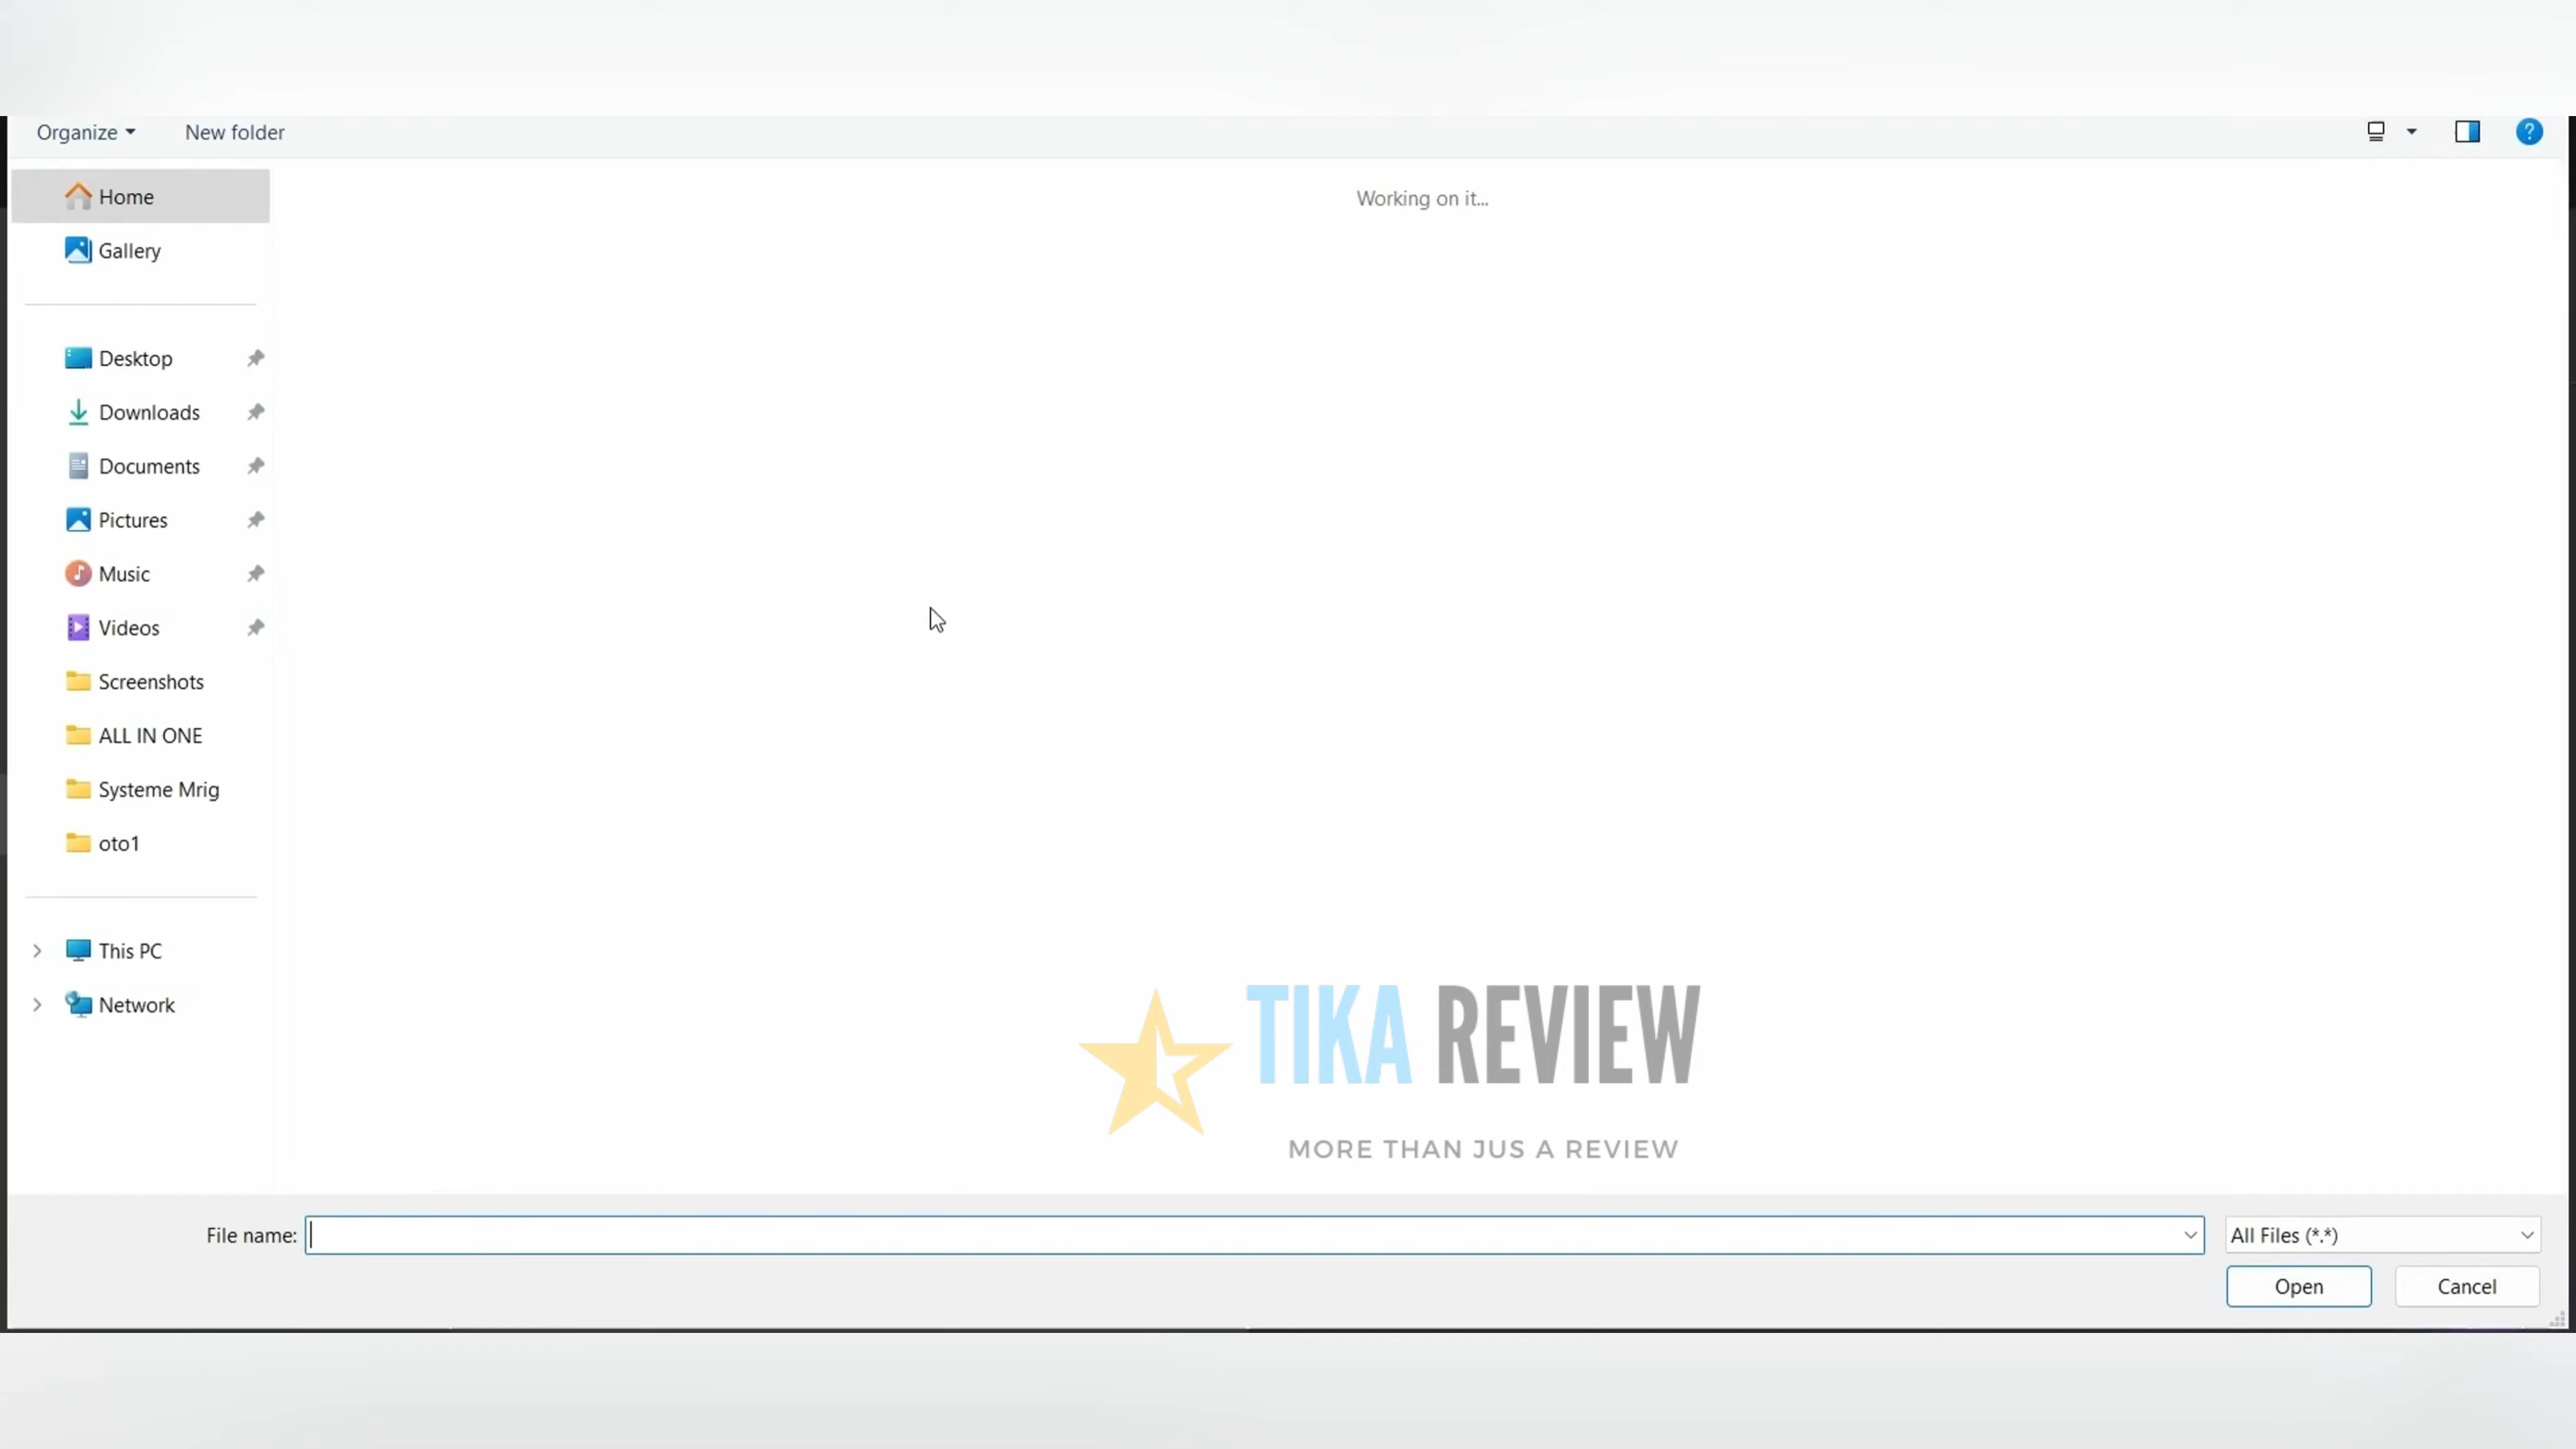 Organize
New folder
Home
Working on it...
Gallery
Desktop
Downloads
Documents
Pictures
Music
Videos
Screenshots
ALL IN ONE
Systeme Mrig
oto1
This PC
Network
TIKA REVIEW
MORE THAN JUS A REVIEW
File name:
All Files (*.*)
Open
Cancel